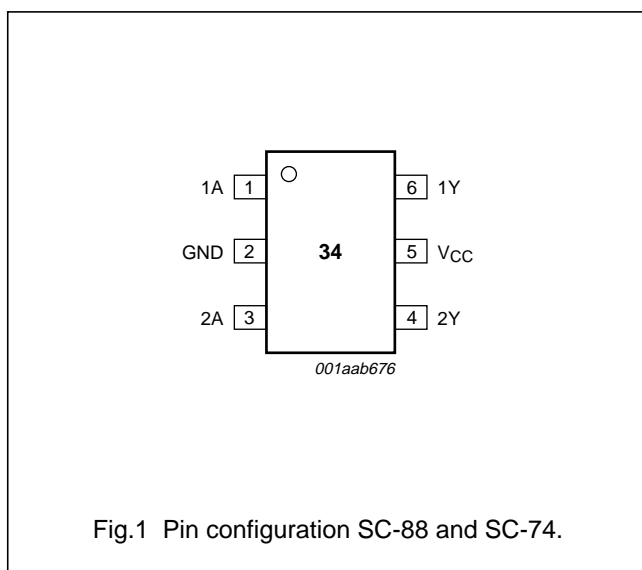 1A 1 6 1Y
GND 2 34 5 VCC
2A 3 4 2Y
001aab676
Fig.1 Pin configuration SC-88 and SC-74.